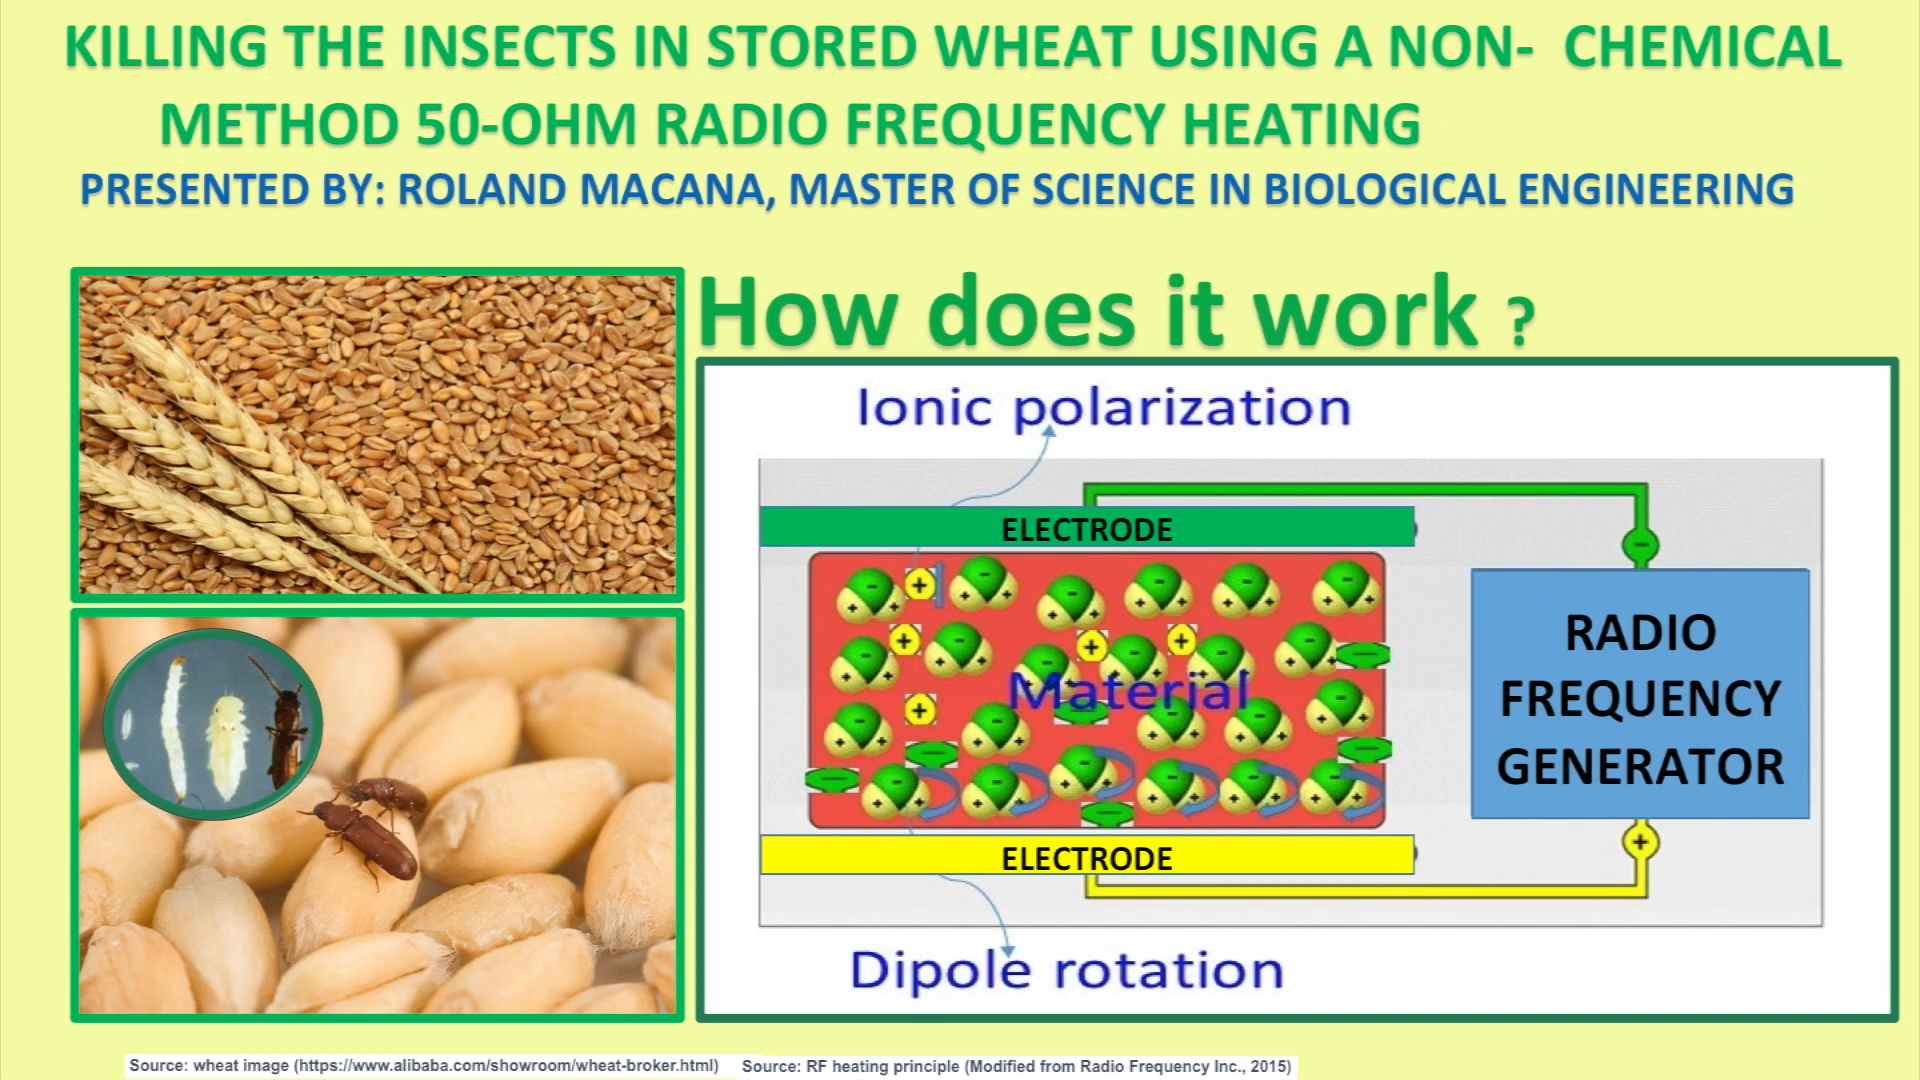 KILLING THE INSECTS IN STORED WHEAT USING A NON- CHEMICAL
METHOD 50-OHM RADIO FREQUENCY HEATING
PRESENTED BY: ROLAND MACANA, MASTER OF SCIENCE IN BIOLOGICAL ENGINEERING
How does it work ?
Ionic polarization
ELECTRODE
Material
RADIO
FREQUENCY
GENERATOR
ELECTRODE
Dipole rotation
Source: wheat image (https://www.alibaba.com/showroom/wheat-broker.html)
Source: RF heating principle (Modified from Radio Frequency Inc., 2015)